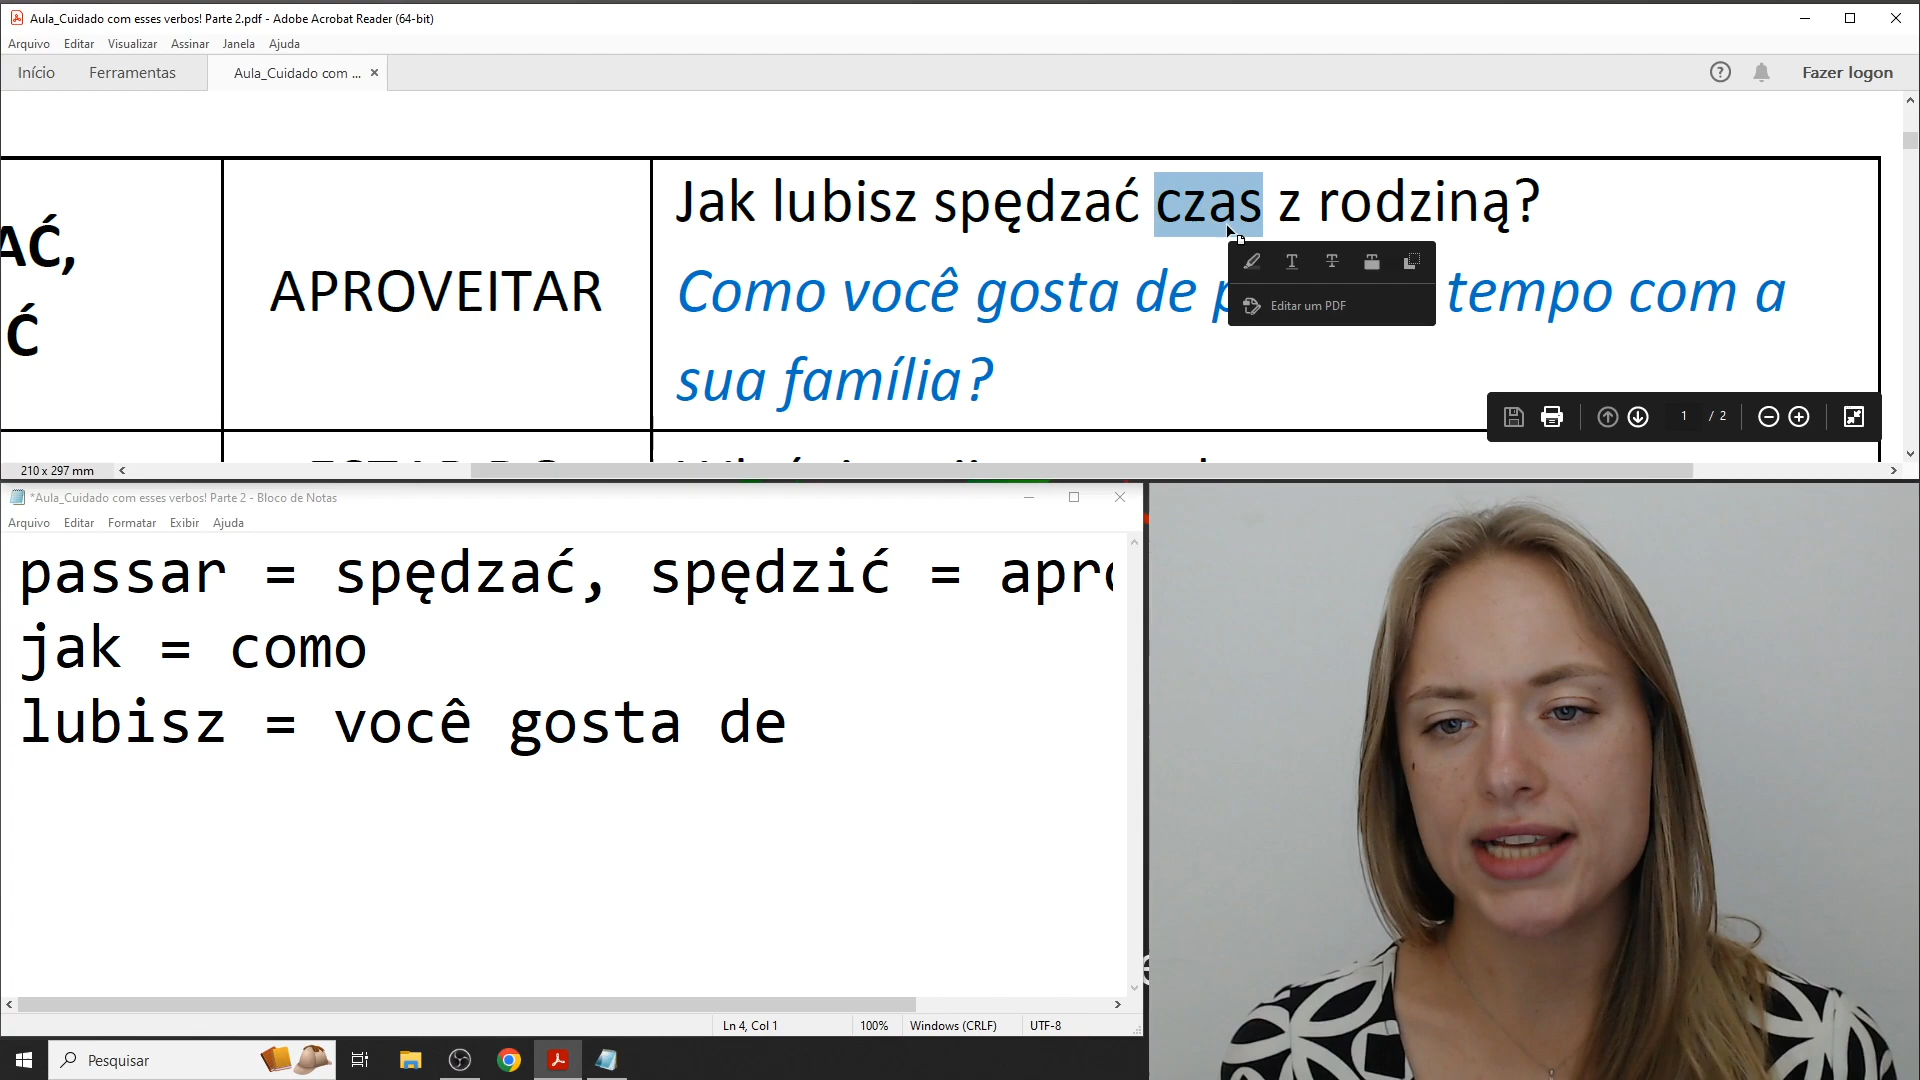 Aula_Cuidado com esses verbos! Parte 2.pdf - Adobe Acrobat Reader (64-bit)
Arquivo Editar Visualizar Assinar Janela Ajuda
Início Ferramentas Aula_Cuidado com ... × Fazer logon
Jak lubisz spędzać czas z rodziną?
AĆ,
Ć
APROVEITAR
Como você gosta de p tempo com a
sua família?
Editar um PDF
1 / 2
210 x 297 mm
*Aula_Cuidado com esses verbos! Parte 2 - Bloco de Notas
Arquivo Editar Formatar Exibir Ajuda
passar = spędzać, spędzić = apro
jak = como
lubisz = você gosta de
Ln 4, Col 1 100% Windows (CRLF) UTF-8
Pesquisar